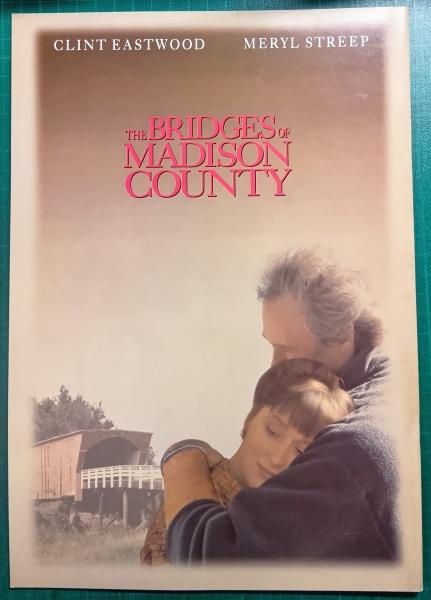 CLINT EASTWOOD MERYL STREEP
THE BRIDGES OF
MADISON
COUNTY